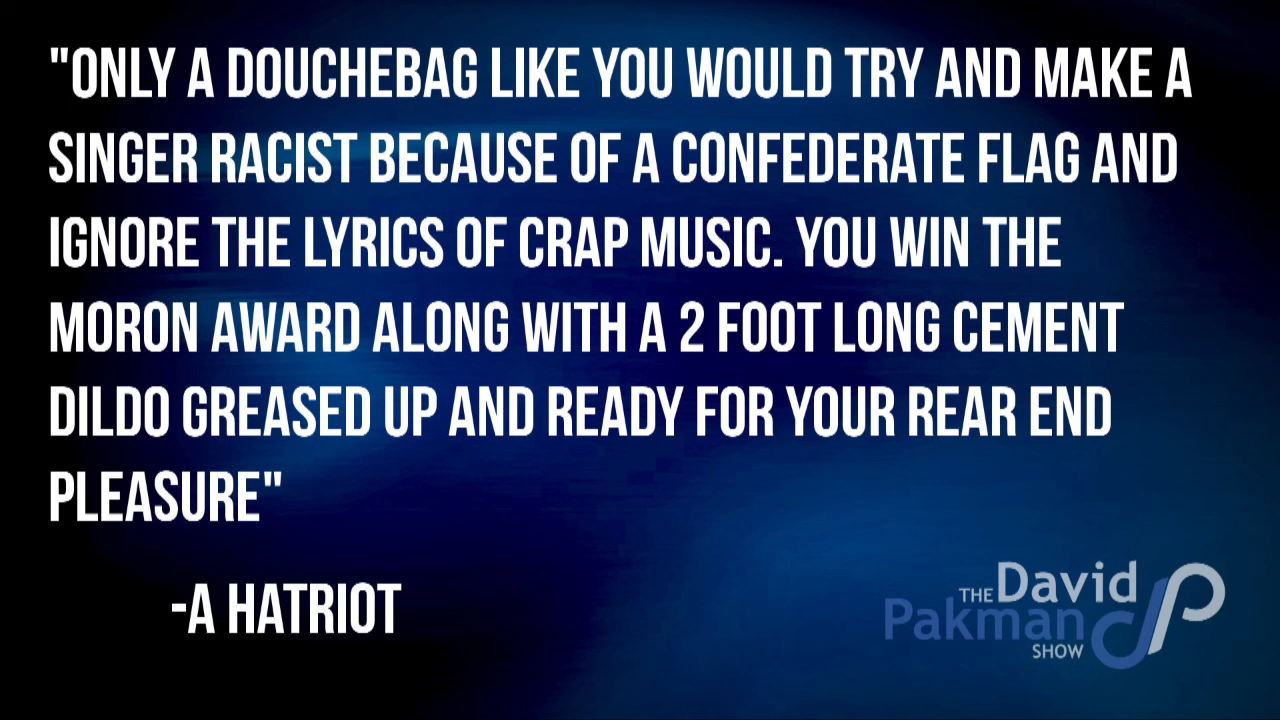 "ONLY A DOUCHEBAG LIKE YOU WOULD TRY AND MAKE A
SINGER RACIST BECAUSE OF A CONFEDERATE FLAG AND
IGNORE THE LYRICS OF CRAP MUSIC. YOU WIN THE
MORON AWARD ALONG WITH A 2 FOOT LONG CEMENT
DILDO GREASED UP AND READY FOR YOUR REAR END
PLEASURE"
-A HATRIOT
THE David
Pakman
SHOW